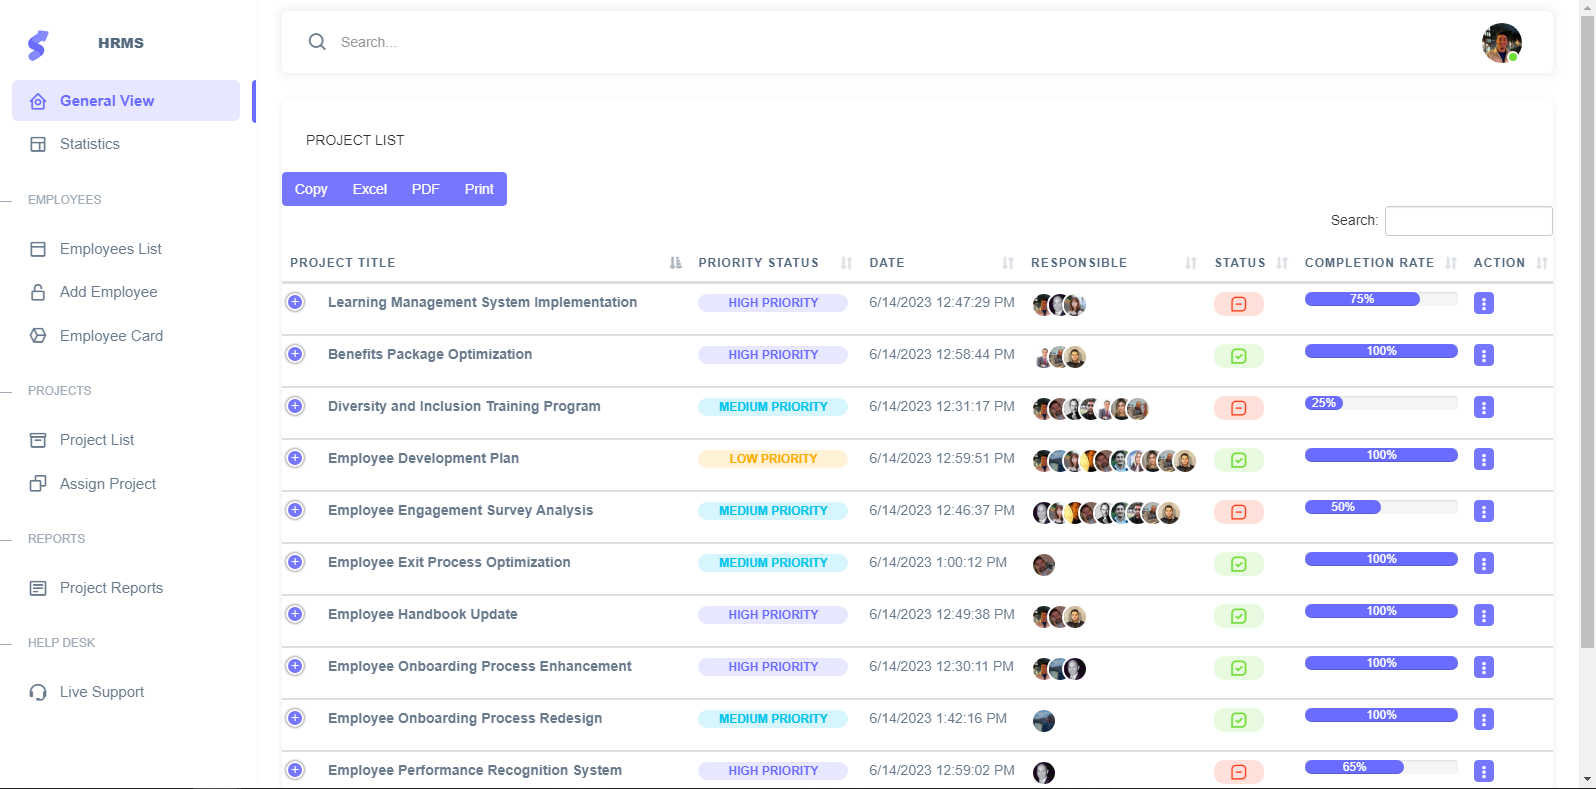 HRMS
Search...
General View
Statistics
EMPLOYEES
Employees List
Add Employee
Employee Card
PROJECTS
Project List
Assign Project
REPORTS
Project Reports
HELP DESK
Live Support
PROJECT LIST
Copy Excel PDF Print
Search:
PROJECT TITLE PRIORITY STATUS DATE RESPONSIBLE STATUS COMPLETION RATE ACTION
Learning Management System Implementation HIGH PRIORITY 6/14/2023 12:47:29 PM 75%
Benefits Package Optimization HIGH PRIORITY 6/14/2023 12:58:44 PM 100%
Diversity and Inclusion Training Program MEDIUM PRIORITY 6/14/2023 12:31:17 PM 25%
Employee Development Plan LOW PRIORITY 6/14/2023 12:59:51 PM 100%
Employee Engagement Survey Analysis MEDIUM PRIORITY 6/14/2023 12:46:37 PM 50%
Employee Exit Process Optimization MEDIUM PRIORITY 6/14/2023 1:00:12 PM 100%
Employee Handbook Update HIGH PRIORITY 6/14/2023 12:49:38 PM 100%
Employee Onboarding Process Enhancement HIGH PRIORITY 6/14/2023 12:30:11 PM 100%
Employee Onboarding Process Redesign MEDIUM PRIORITY 6/14/2023 1:42:16 PM 100%
Employee Performance Recognition System HIGH PRIORITY 6/14/2023 12:59:02 PM 65%